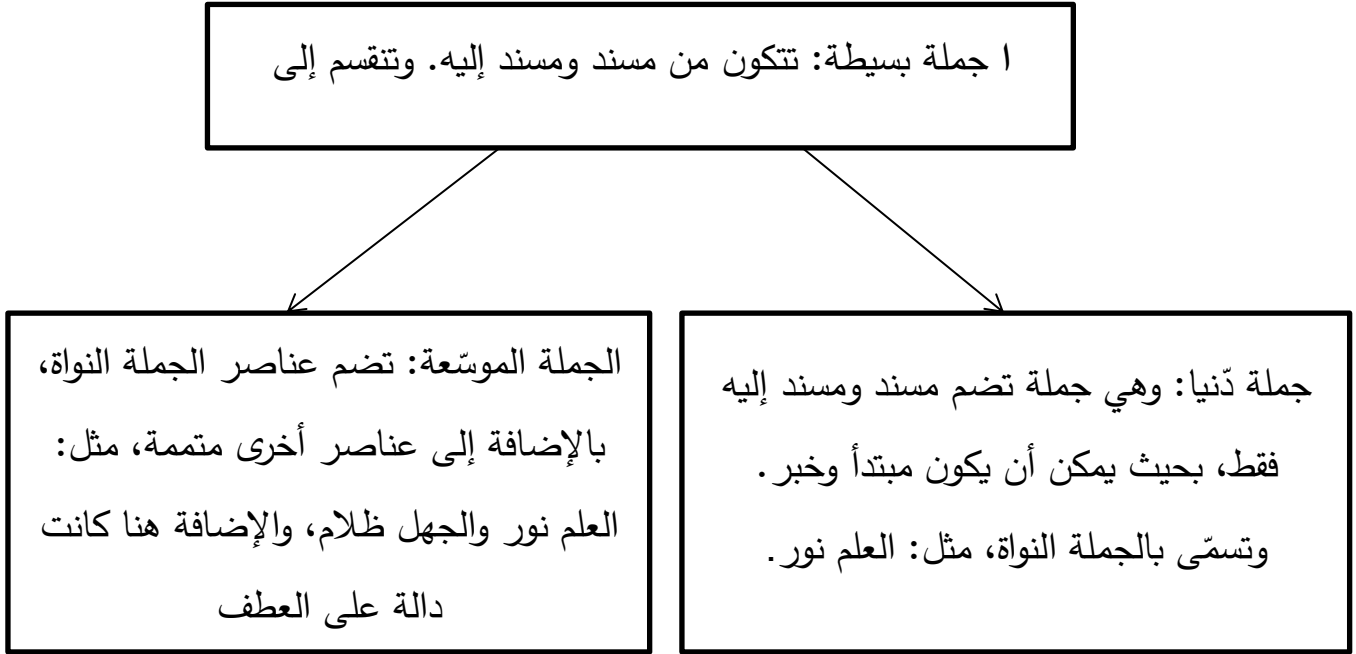 ا جملة بسيطة: تتكون من مسند ومسند إليه. وتنقسم إلى
جملة دّنيا: وهي جملة تضم مسند ومسند إليه
فقط، بحيث يمكن أن يكون مبتدأ وخبر.
وتسمّى بالجملة النواة، مثل: العلم نور.
الجملة الموسّعة: تضم عناصر الجملة النواة،
بالإضافة إلى عناصر أخرى متممة، مثل:
العلم نور والجهل ظلام، والإضافة هنا كانت
دالة على العطف